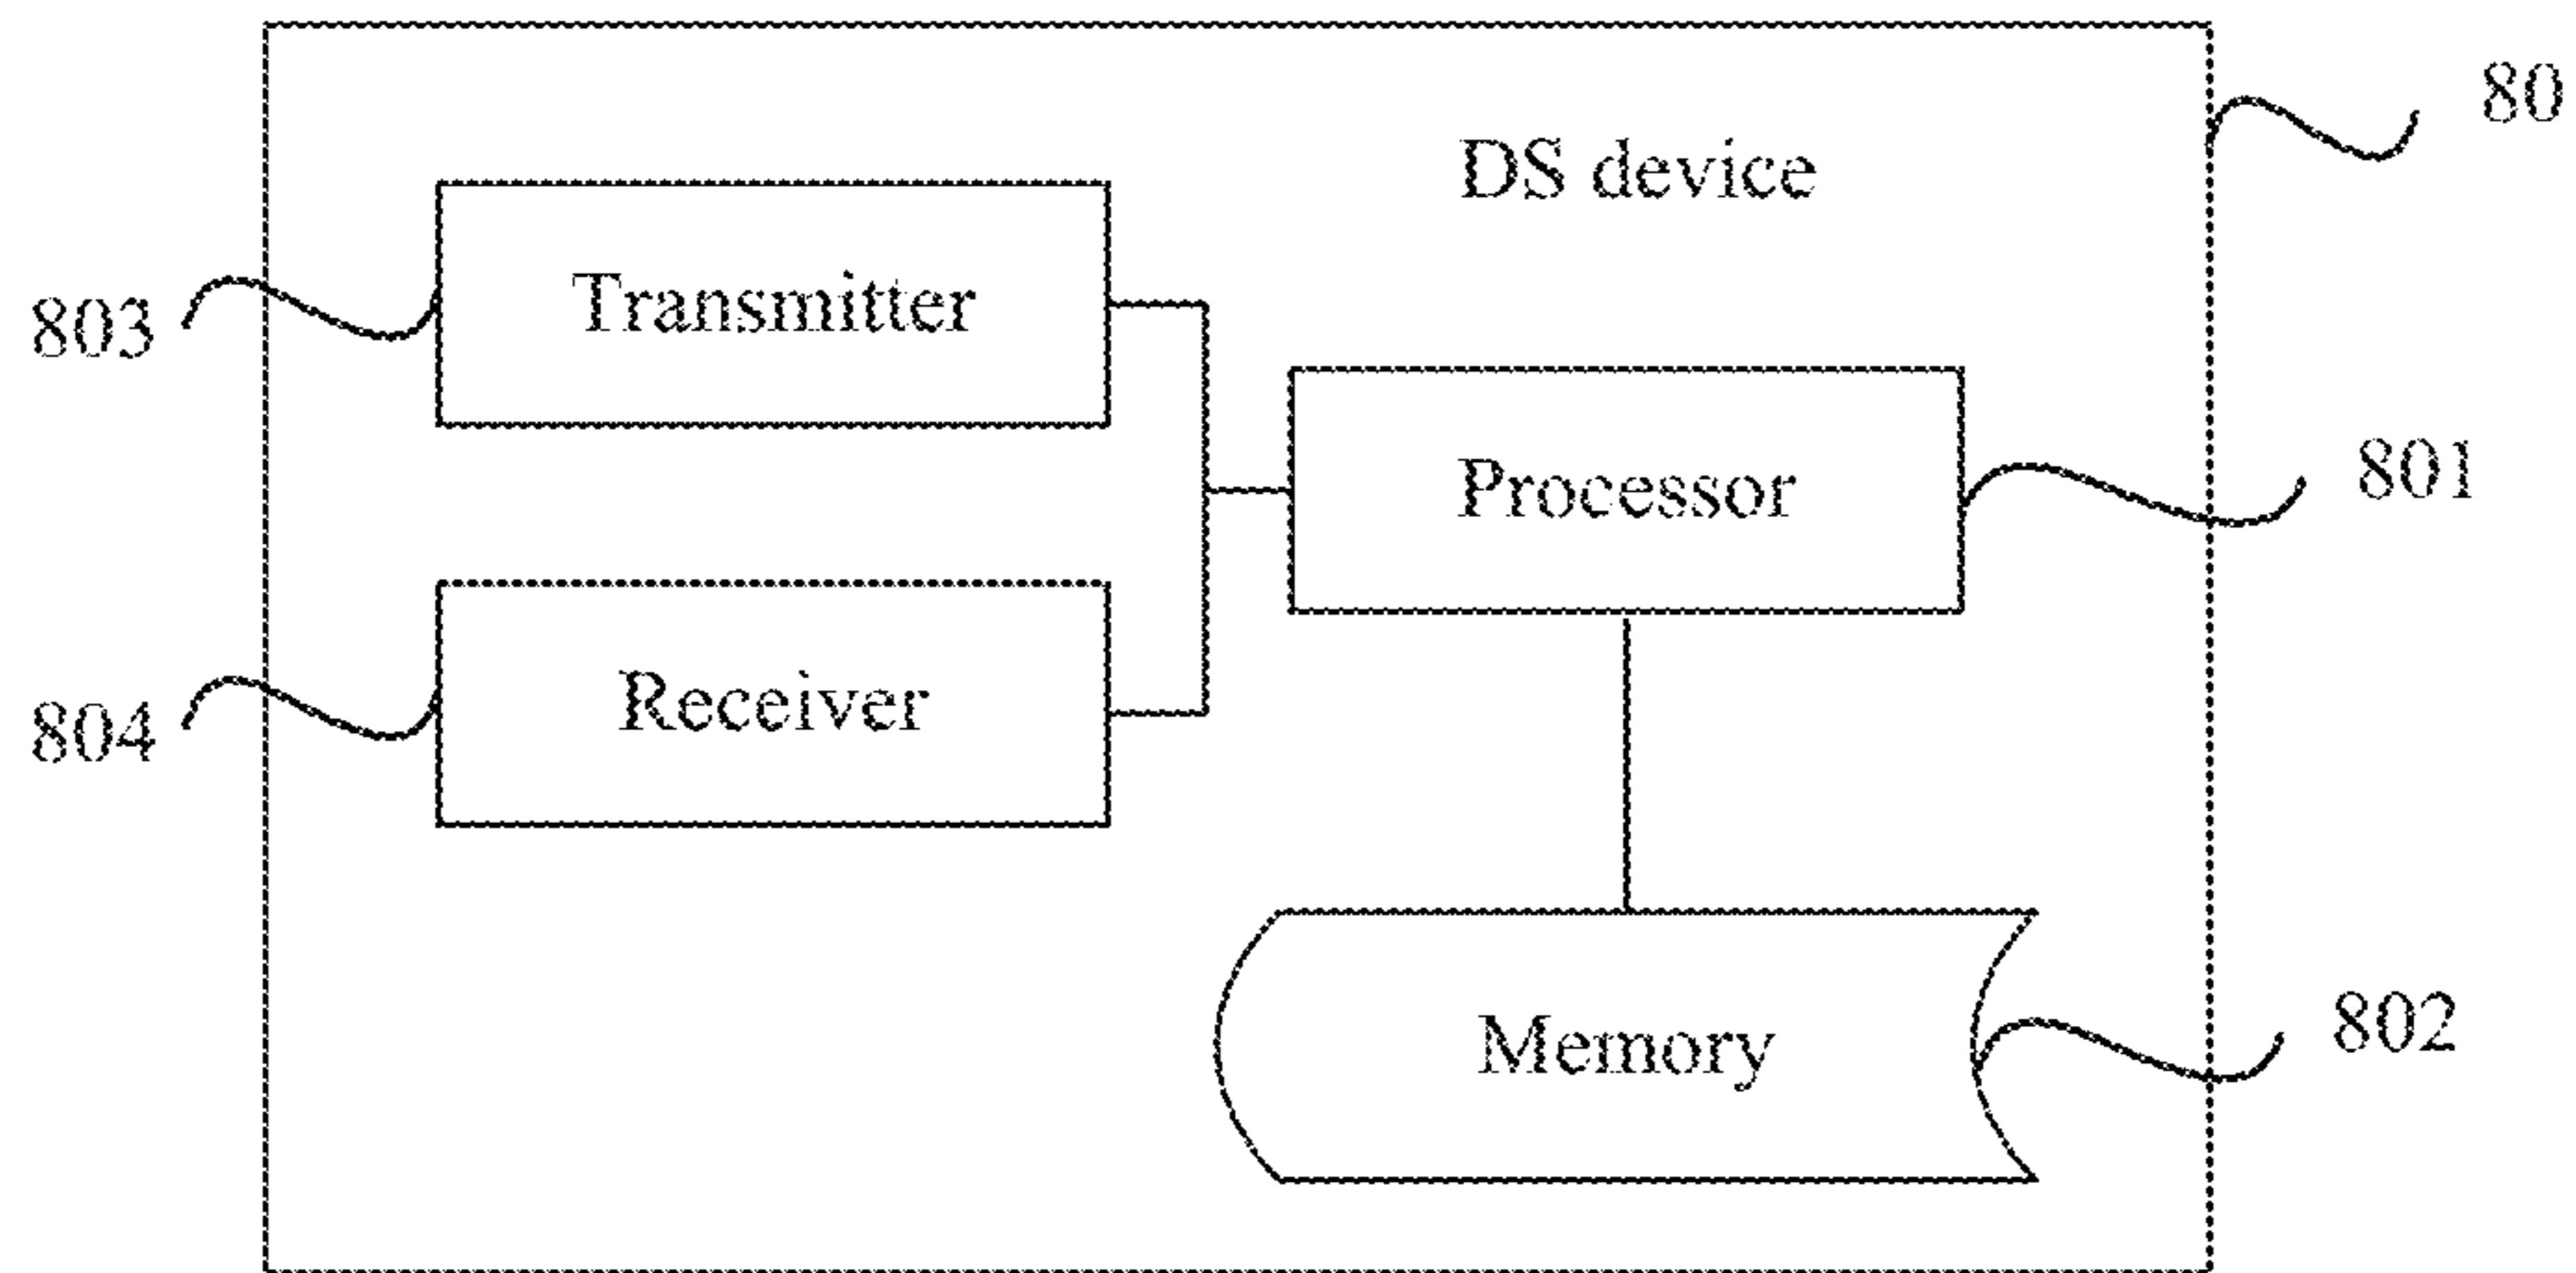 80
DS device
803
Transmitter
Processor
801
804
Receiver
Memory
802